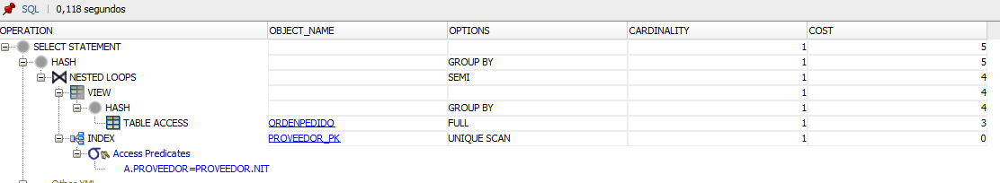 SQL | 0,118 segundos
OPERATION OBJECT_NAME OPTIONS CARDINALITY COST
SELECT STATEMENT 1 5
HASH GROUP BY 1 5
NESTED LOOPS SEMI 1 4
VIEW 1 4
HASH GROUP BY 1 4
TABLE ACCESS ORDENPEDIDO FULL 1 3
INDEX PROVEEDOR_PK UNIQUE SCAN 1 0
Access Predicates
A.PROVEEDOR=PROVEEDOR.NIT
Other XML